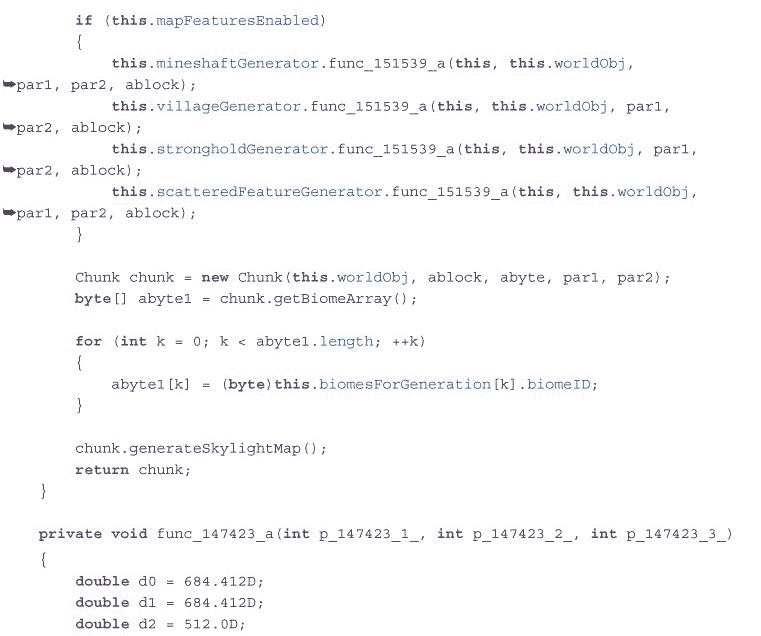 if (this.mapFeaturesEnabled)
{
this.mineshaftGenerator.func_151539_a(this, this.worldObj,
➥par1, par2, ablock);
this.villageGenerator.func_151539_a(this, this.worldObj, par1,
➥par2, ablock);
this.strongholdGenerator.func_151539_a(this, this.worldObj, par1,
➥par2, ablock);
this.scatteredFeatureGenerator.func_151539_a(this, this.worldObj,
➥par1, par2, ablock);
}
Chunk chunk = new Chunk(this.worldObj, ablock, abyte, par1, par2);
byte[] abyte1 = chunk.getBiomeArray();
for (int k = 0; k < abyte1.length; ++k)
{
abyte1[k] = (byte)this.biomesForGeneration[k].biomeID;
}
chunk.generateSkylightMap();
return chunk;
}
private void func_147423_a(int p_147423_1_, int p_147423_2_, int p_147423_3_)
{
double d0 = 684.412D;
double d1 = 684.412D;
double d2 = 512.0D;